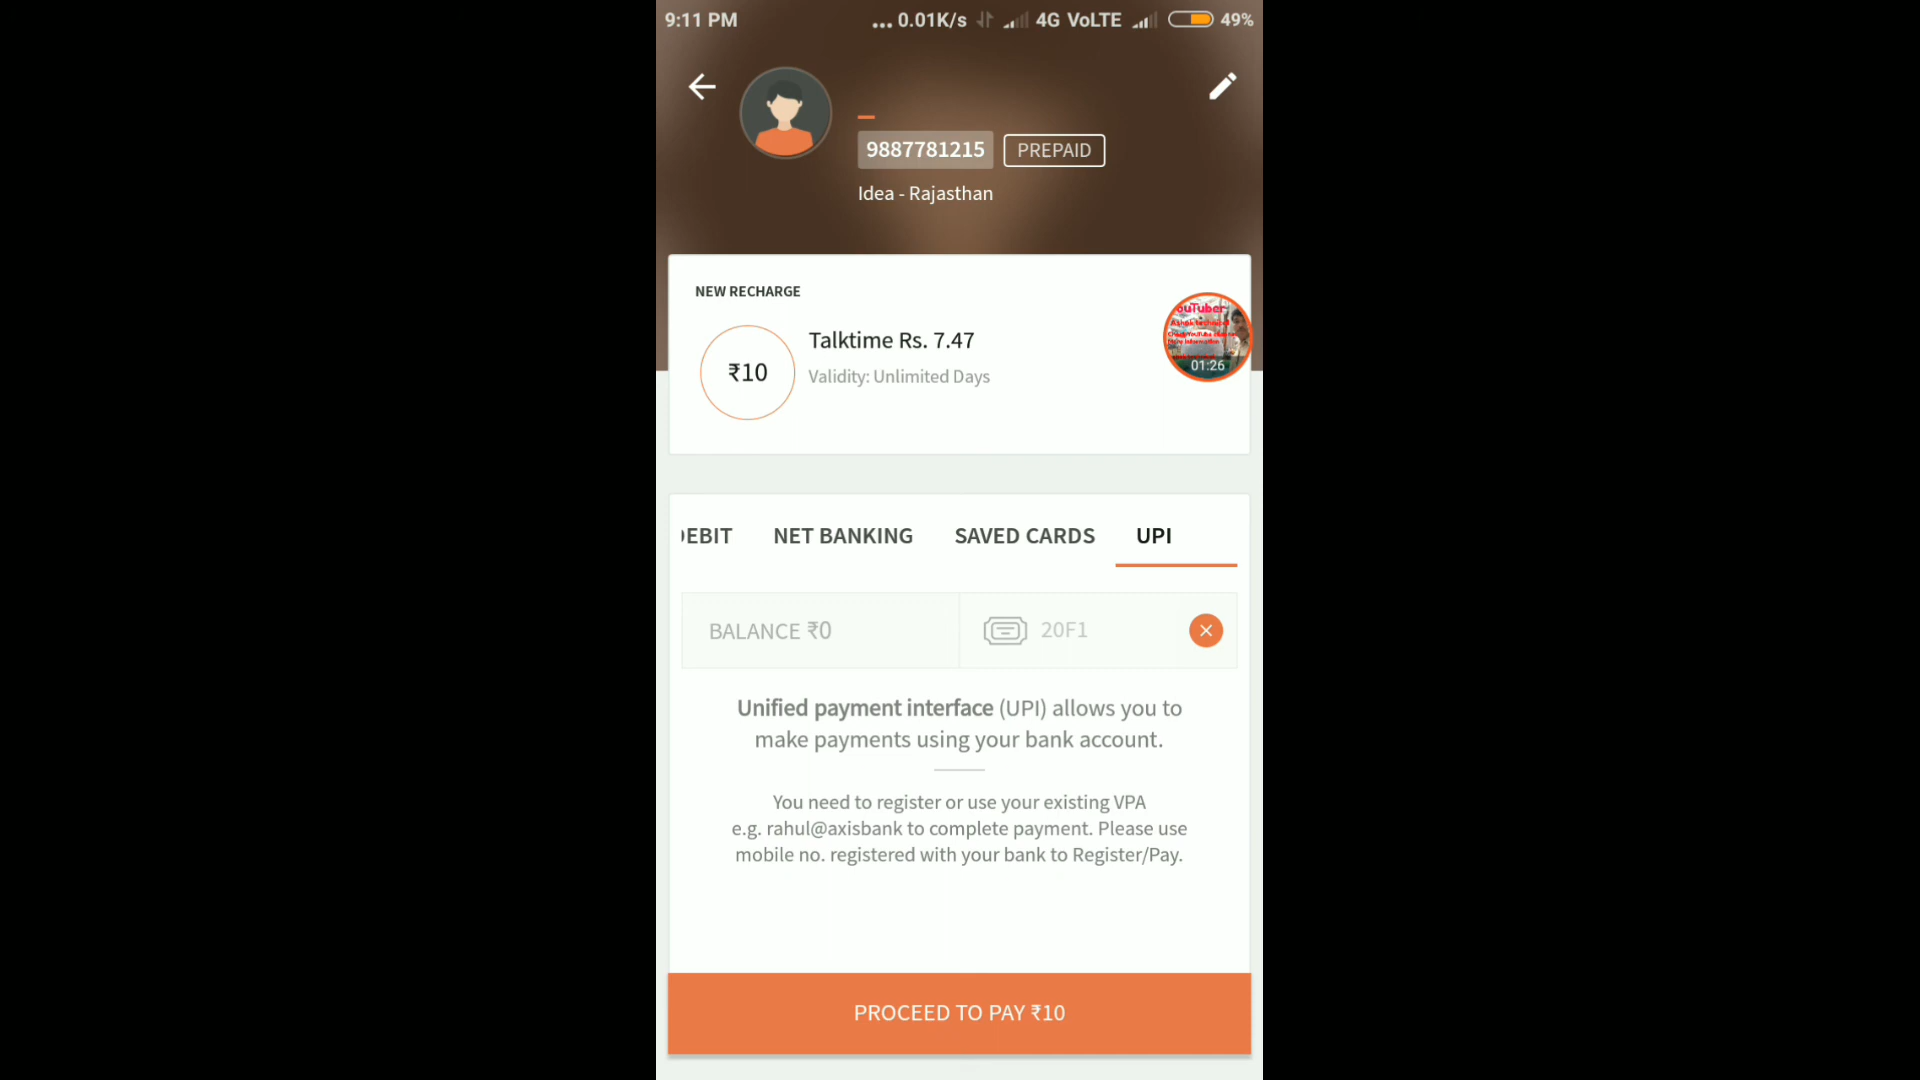 9:11 PM ... 0.01K/s 4G VoLTE 49%
9887781215 PREPAID
Idea - Rajasthan
NEW RECHARGE
ouTuber
₹10
Talktime Rs. 7.47
Validity: Unlimited Days
01:26
EBIT NET BANKING SAVED CARDS UPI
BALANCE ₹0 20F1
Unified payment interface (UPI) allows you to
make payments using your bank account.
You need to register or use your existing VPA
e.g. rahul@axisbank to complete payment. Please use
mobile no. registered with your bank to Register/Pay.
PROCEED TO PAY ₹10